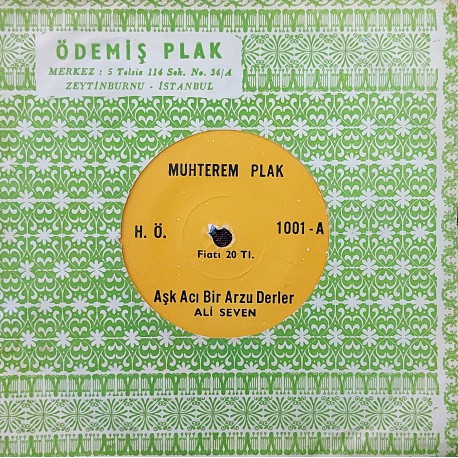 ÖDEMİŞ PLAK
MERKEZ : 5 Telsiz 114 Sok. No. 34/A
ZEYTİNBURNU - İSTANBUL
MUHTEREM PLAK
H. Ö. 1001-A
Fiatı 20 Tl.
Aşk Acı Bir Arzu Derler
ALİ SEVEN